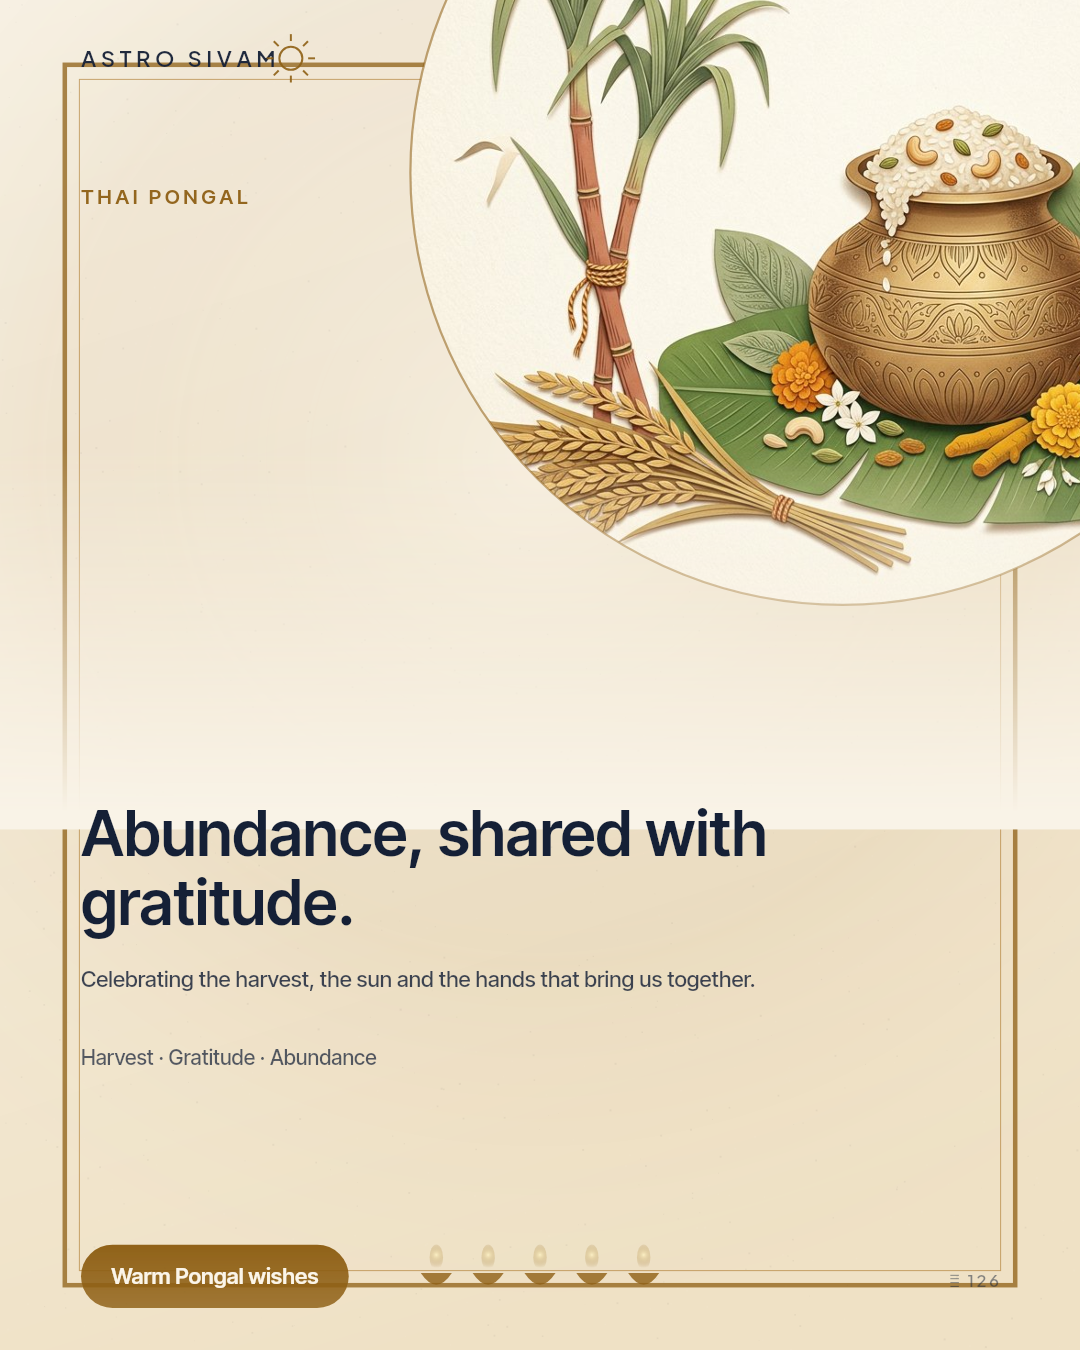 ASTRO SIVAM
THAI PONGAL
Abundance, shared with
gratitude.
Celebrating the harvest, the sun and the hands that bring us together.
Harvest · Gratitude · Abundance
Warm Pongal wishes
126